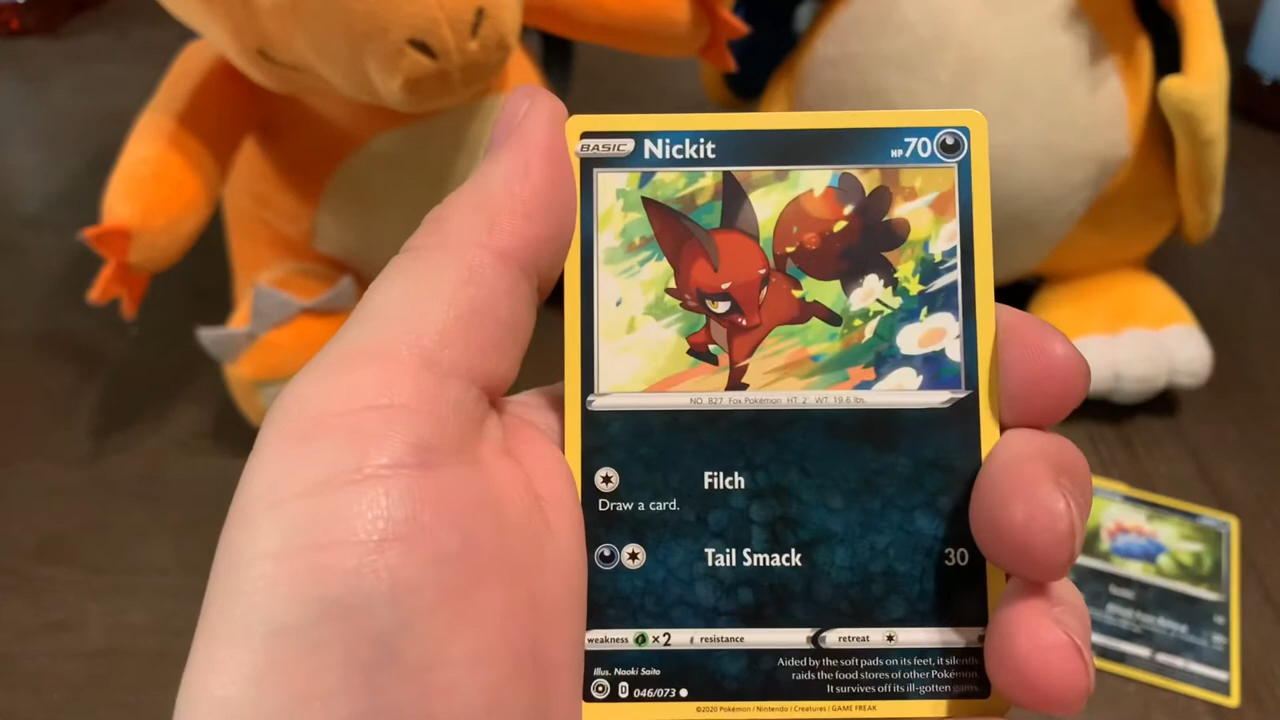 BASIC Nickit HP 70
NO. 827 Fox Pokémon HT: 2' WT: 19.6 lbs.
Filch
Draw a card.
Tail Smack 30
weakness ×2 resistance retreat
Illus. Naoki Saito
Aided by the soft pads on its feet, it silently
raids the food stores of other Pokémon.
It survives off its ill-gotten gains.
D 046/073
©2020 Pokémon / Nintendo / Creatures / GAME FREAK